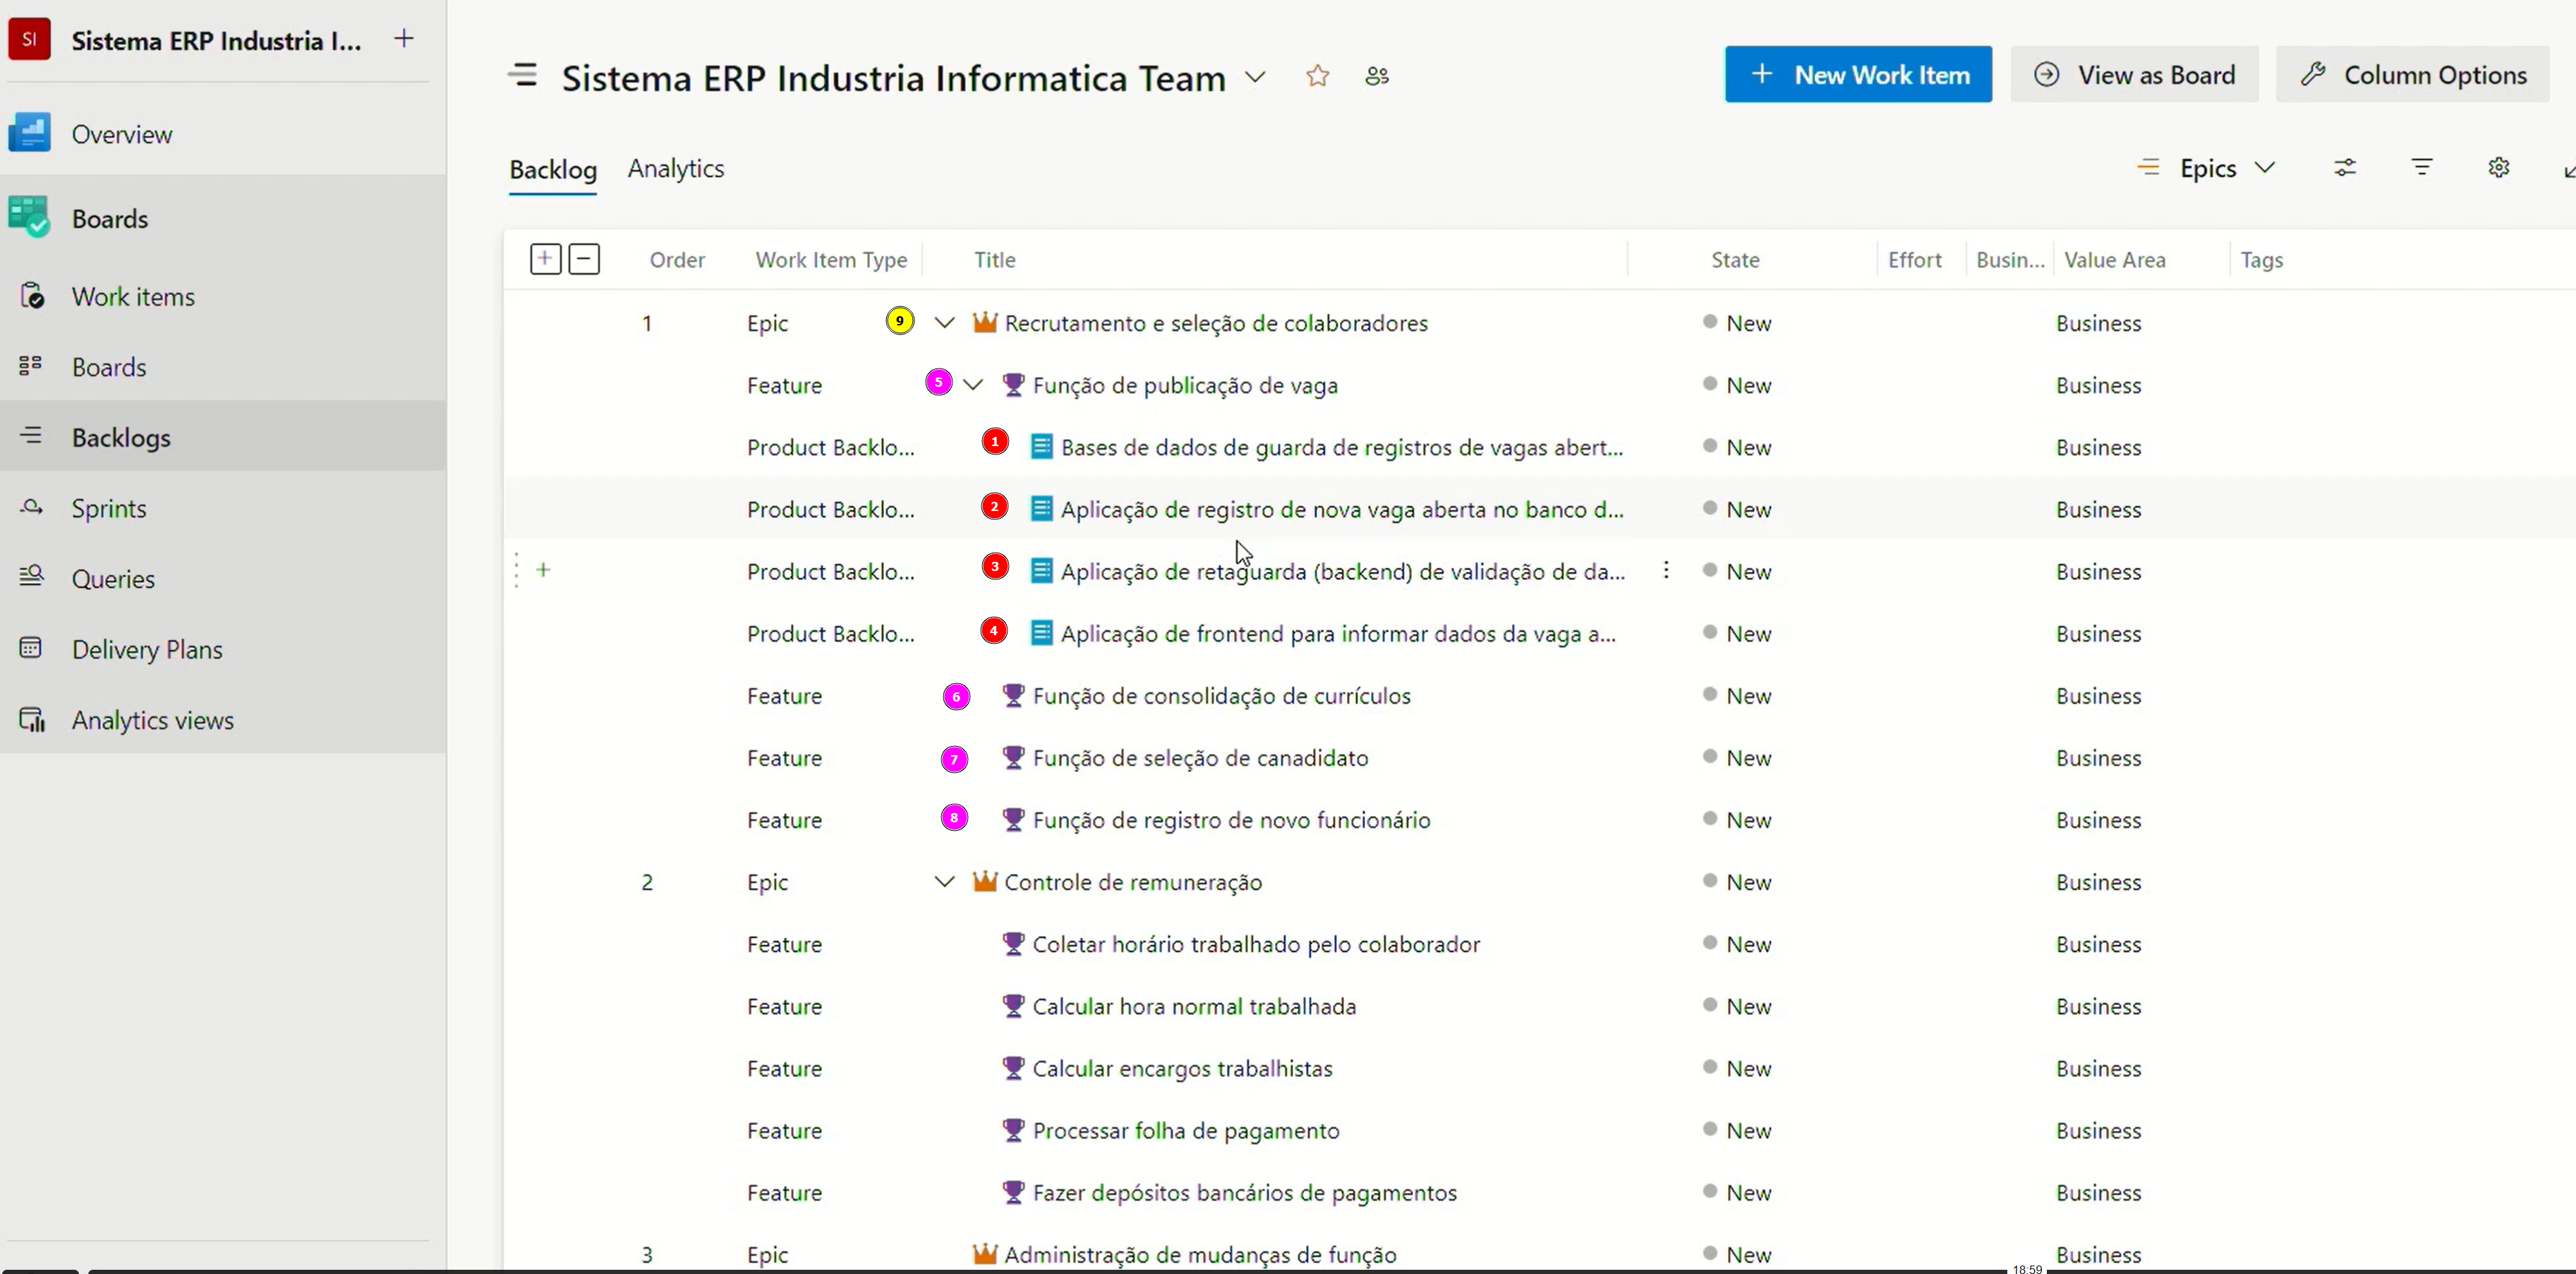 SI Sistema ERP Industria I... +
Overview
Boards
Work items
Boards
Backlogs
Sprints
Queries
Delivery Plans
Analytics views
Sistema ERP Industria Informatica Team
+ New Work Item View as Board Column Options
Backlog Analytics
Epics
+ − Order Work Item Type Title State Effort Busin... Value Area Tags
1 Epic 9 Recrutamento e seleção de colaboradores New Business
Feature 5 Função de publicação de vaga New Business
Product Backlo... 1 Bases de dados de guarda de registros de vagas abert... New Business
Product Backlo... 2 Aplicação de registro de nova vaga aberta no banco d... New Business
+ Product Backlo... 3 Aplicação de retaguarda (backend) de validação de da... New Business
Product Backlo... 4 Aplicação de frontend para informar dados da vaga a... New Business
Feature 6 Função de consolidação de currículos New Business
Feature 7 Função de seleção de canadidato New Business
Feature 8 Função de registro de novo funcionário New Business
2 Epic Controle de remuneração New Business
Feature Coletar horário trabalhado pelo colaborador New Business
Feature Calcular hora normal trabalhada New Business
Feature Calcular encargos trabalhistas New Business
Feature Processar folha de pagamento New Business
Feature Fazer depósitos bancários de pagamentos New Business
3 Epic Administração de mudanças de função New Business
18:59